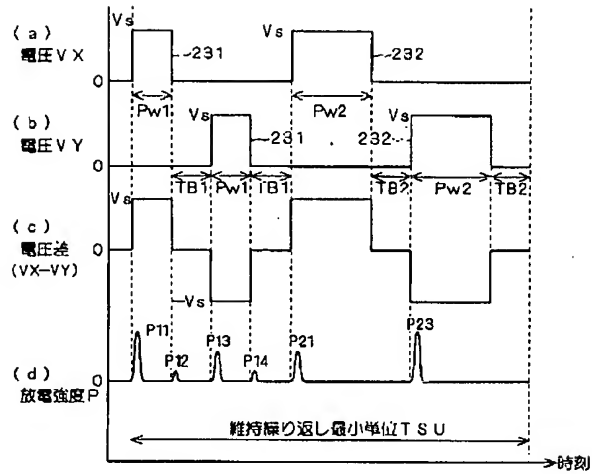 (a)
電圧VX
Vs
231
Vs
232
0
Pw1
Pw2
(b)
電圧VY
Vs
231
Vs
232
0
TB1
Pw1
TB1
TB2
Pw2
TB2
(c)
電圧差
(VX-VY)
Vs
0
-Vs
(d)
放電強度P
P11
P12
P13
P14
P21
P23
0
維持繰り返し最小単位TSU
時刻